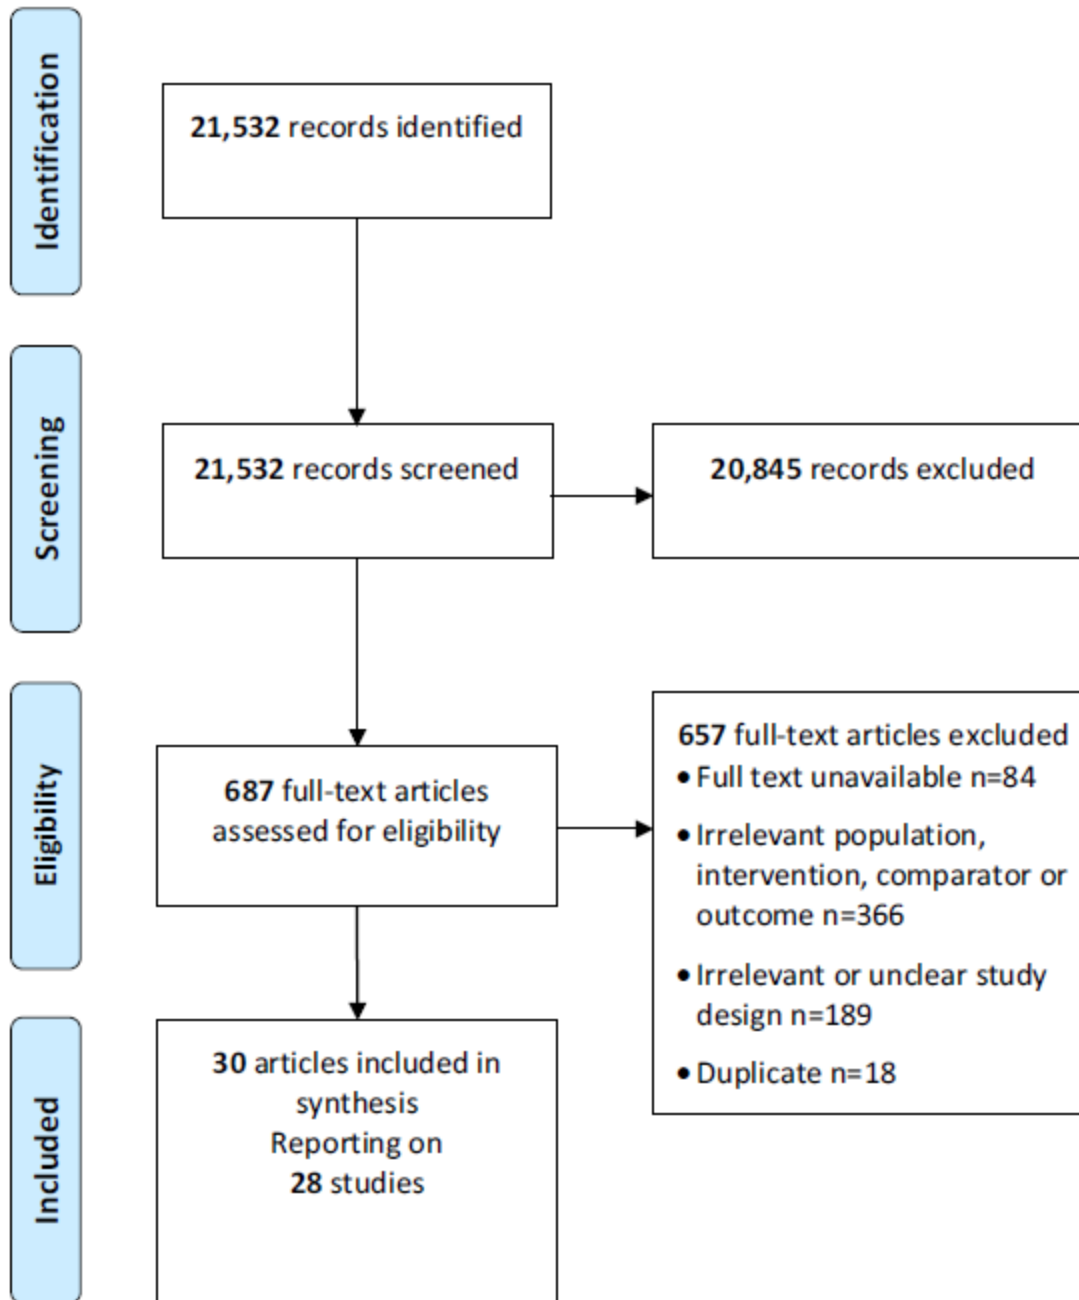 Identification
21,532 records identified
Screening
21,532 records screened
20,845 records excluded
Eligibility
687 full-text articles
assessed for eligibility
657 full-text articles excluded
• Full text unavailable n=84
• Irrelevant population,
intervention, comparator or
outcome n=366
• Irrelevant or unclear study
design n=189
• Duplicate n=18
Included
30 articles included in
synthesis
Reporting on
28 studies